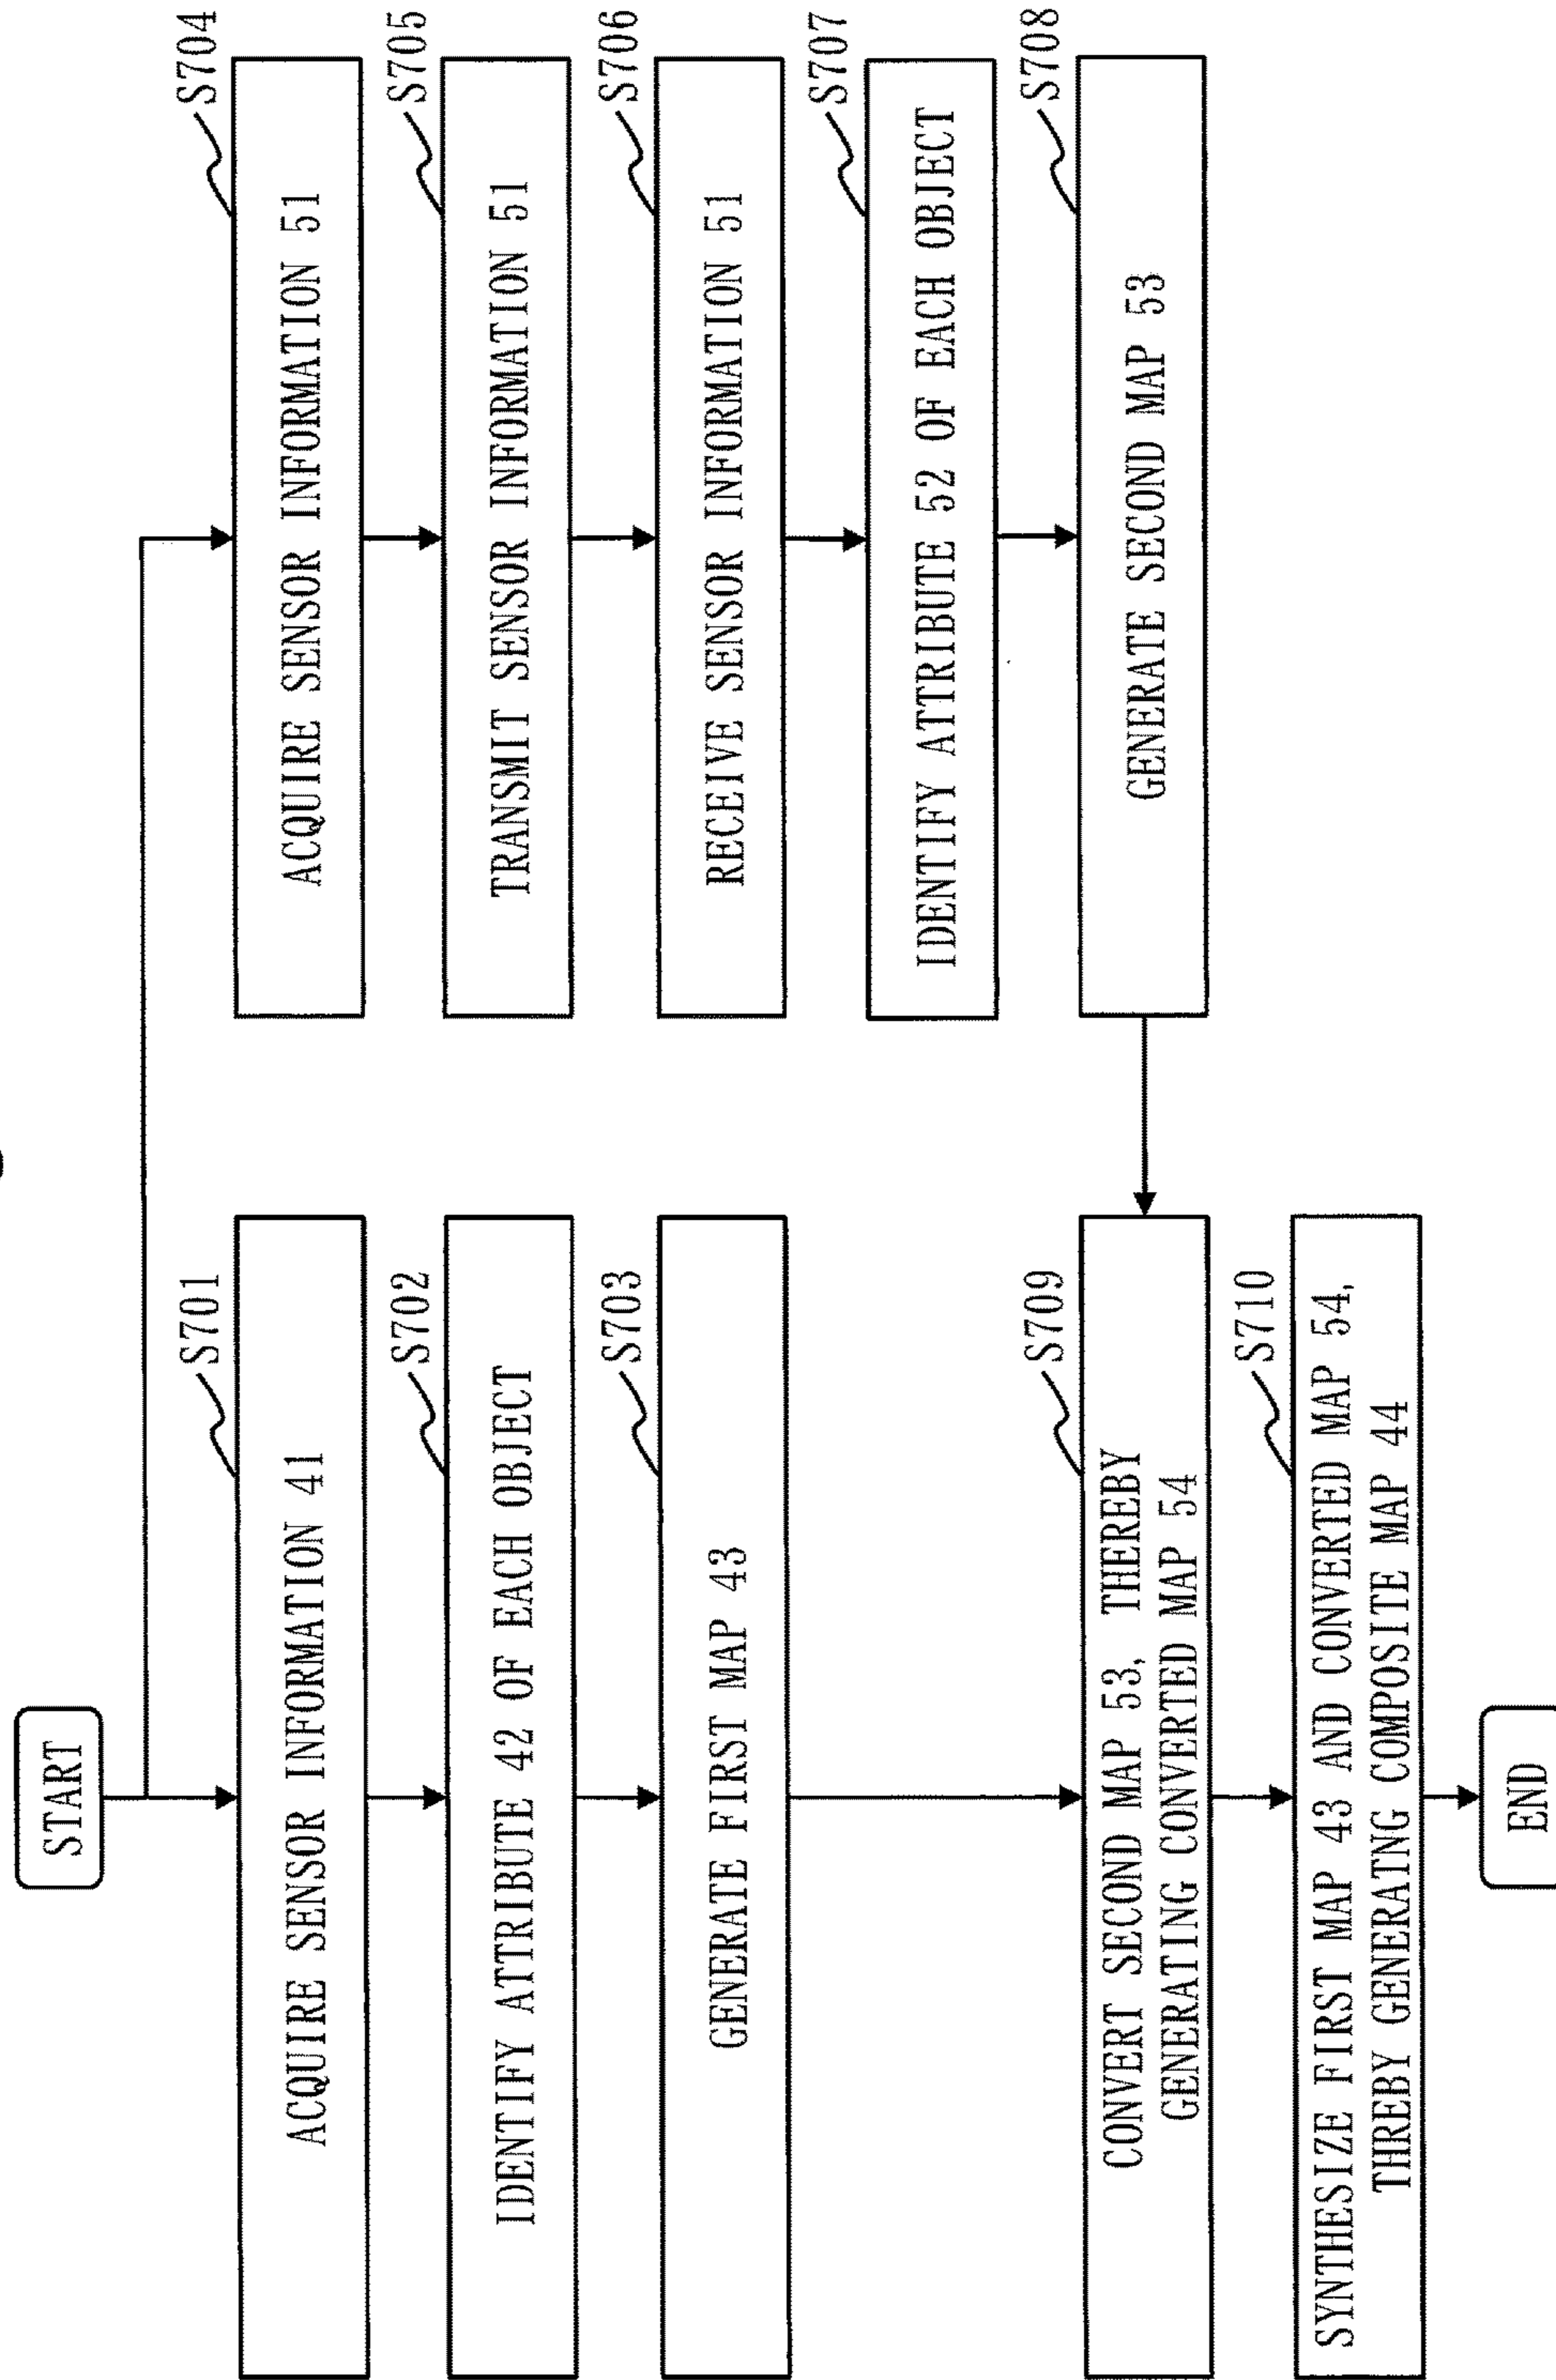 START
S701
ACQUIRE SENSOR INFORMATION 41
S702
IDENTIFY ATTRIBUTE 42 OF EACH OBJECT
S703
GENERATE FIRST MAP 43
S704
ACQUIRE SENSOR INFORMATION 51
S705
TRANSMIT SENSOR INFORMATION 51
S706
RECEIVE SENSOR INFORMATION 51
S707
IDENTIFY ATTRIBUTE 52 OF EACH OBJECT
S708
GENERATE SECOND MAP 53
S709
CONVERT SECOND MAP 53, THEREBY
GENERATING CONVERTED MAP 54
S710
SYNTHESIZE FIRST MAP 43 AND CONVERTED MAP 54,
THREBY GENERATNG COMPOSITE MAP 44
END